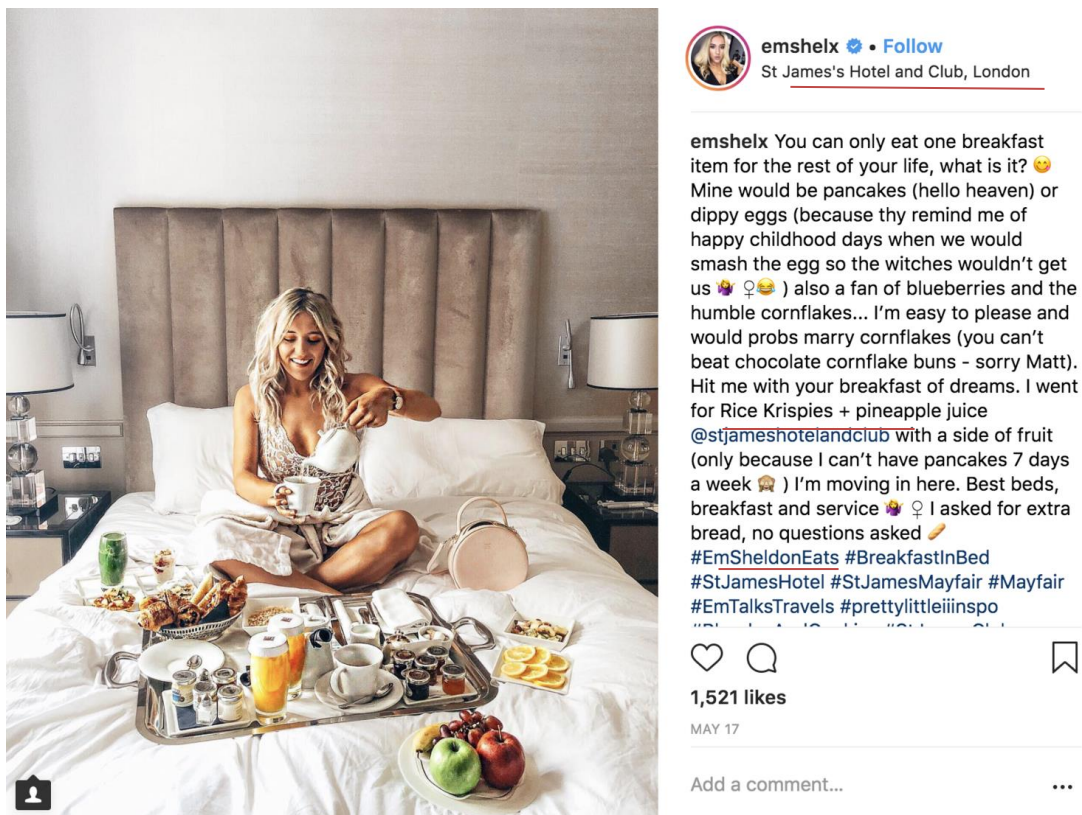 emshelx • Follow
St James's Hotel and Club, London
emshelx You can only eat one breakfast
item for the rest of your life, what is it? 😋
Mine would be pancakes (hello heaven) or
dippy eggs (because thy remind me of
happy childhood days when we would
smash the egg so the witches wouldn't get
us 🤷 ♀😂 ) also a fan of blueberries and the
humble cornflakes... I'm easy to please and
would probs marry cornflakes (you can't
beat chocolate cornflake buns - sorry Matt).
Hit me with your breakfast of dreams. I went
for Rice Krispies + pineapple juice
@stjameshotelandclub with a side of fruit
(only because I can't have pancakes 7 days
a week 🙈 ) I'm moving in here. Best beds,
breakfast and service 🤷 ♀ I asked for extra
bread, no questions asked 🥖
#EmSheldonEats #BreakfastInBed
#StJamesHotel #StJamesMayfair #Mayfair
#EmTalksTravels #prettylittleiiinspo
1,521 likes
MAY 17
Add a comment...